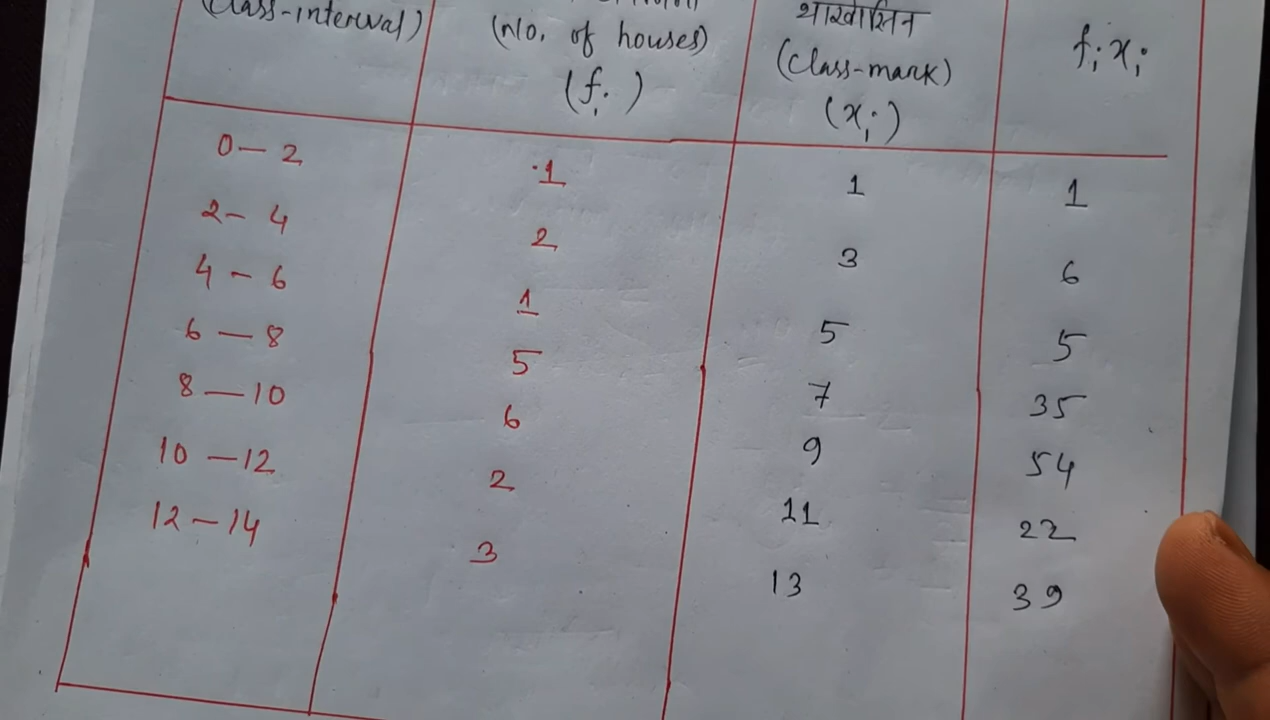 (Class-interval) (No. of houses) (class-mark) fᵢxᵢ
(fᵢ) (xᵢ)
0—2 1 1 1
2-4 2 3 6
4-6 1 5 5
6—8 5 7 35
8—10 6 9 54
10—12 2 11 22
12—14 3 13 39